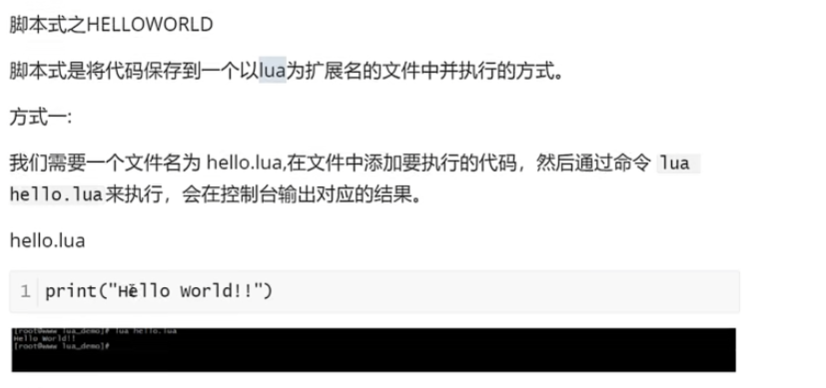 脚本式之HELLOWORLD
脚本式是将代码保存到一个以lua为扩展名的文件中并执行的方式。
方式一:
我们需要一个文件名为 hello.lua,在文件中添加要执行的代码，然后通过命令 lua
hello.lua来执行，会在控制台输出对应的结果。
hello.lua
1 print("Hello World!!")
[root@www lua_demo]# lua hello.lua
Hello World!!
[root@www lua_demo]#